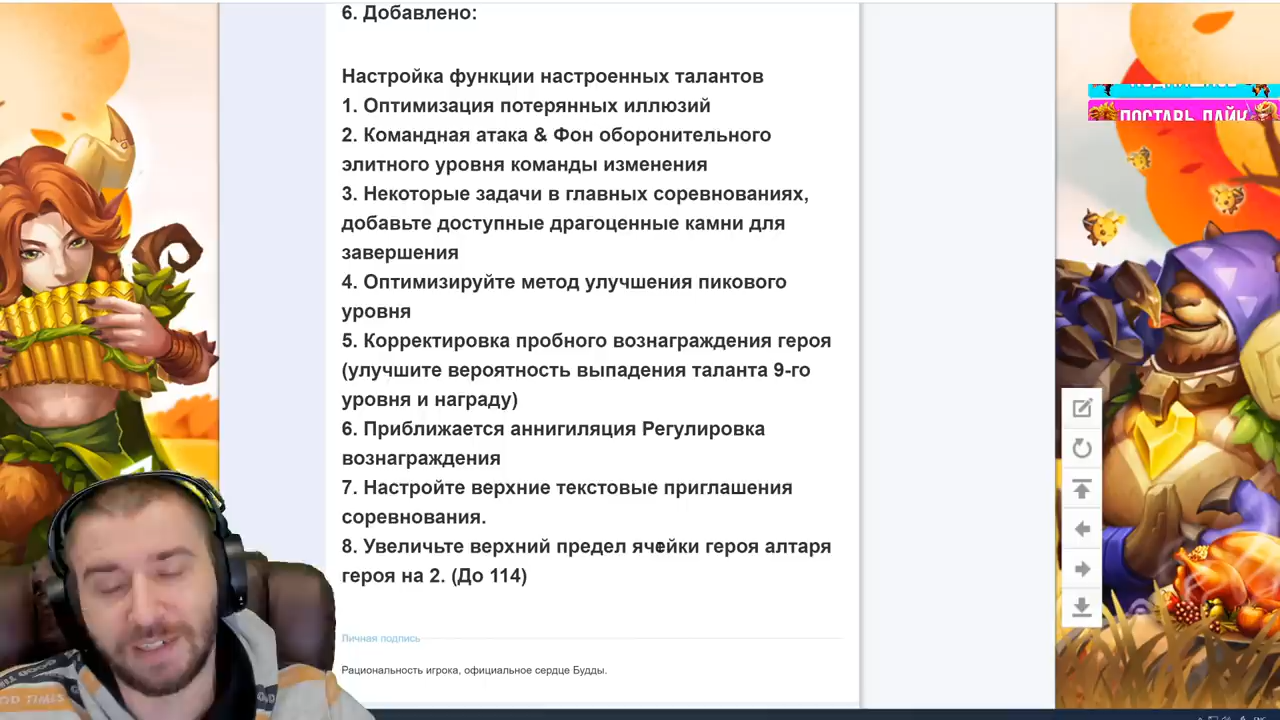 6. Добавлено:
Настройка функции настроенных талантов
1. Оптимизация потерянных иллюзий
2. Командная атака & Фон оборонительного
элитного уровня команды изменения
3. Некоторые задачи в главных соревнованиях,
добавьте доступные драгоценные камни для
завершения
4. Оптимизируйте метод улучшения пикового
уровня
5. Корректировка пробного вознаграждения героя
(улучшите вероятность выпадения таланта 9-го
уровня и награду)
6. Приближается аннигиляция Регулировка
вознаграждения
7. Настройте верхние текстовые приглашения
соревнования.
8. Увеличьте верхний предел ячейки героя алтаря
героя на 2. (До 114)
Личная подпись
Рациональность игрока, официальное сердце Будды.
ПОСТАВЬ ЛАЙК